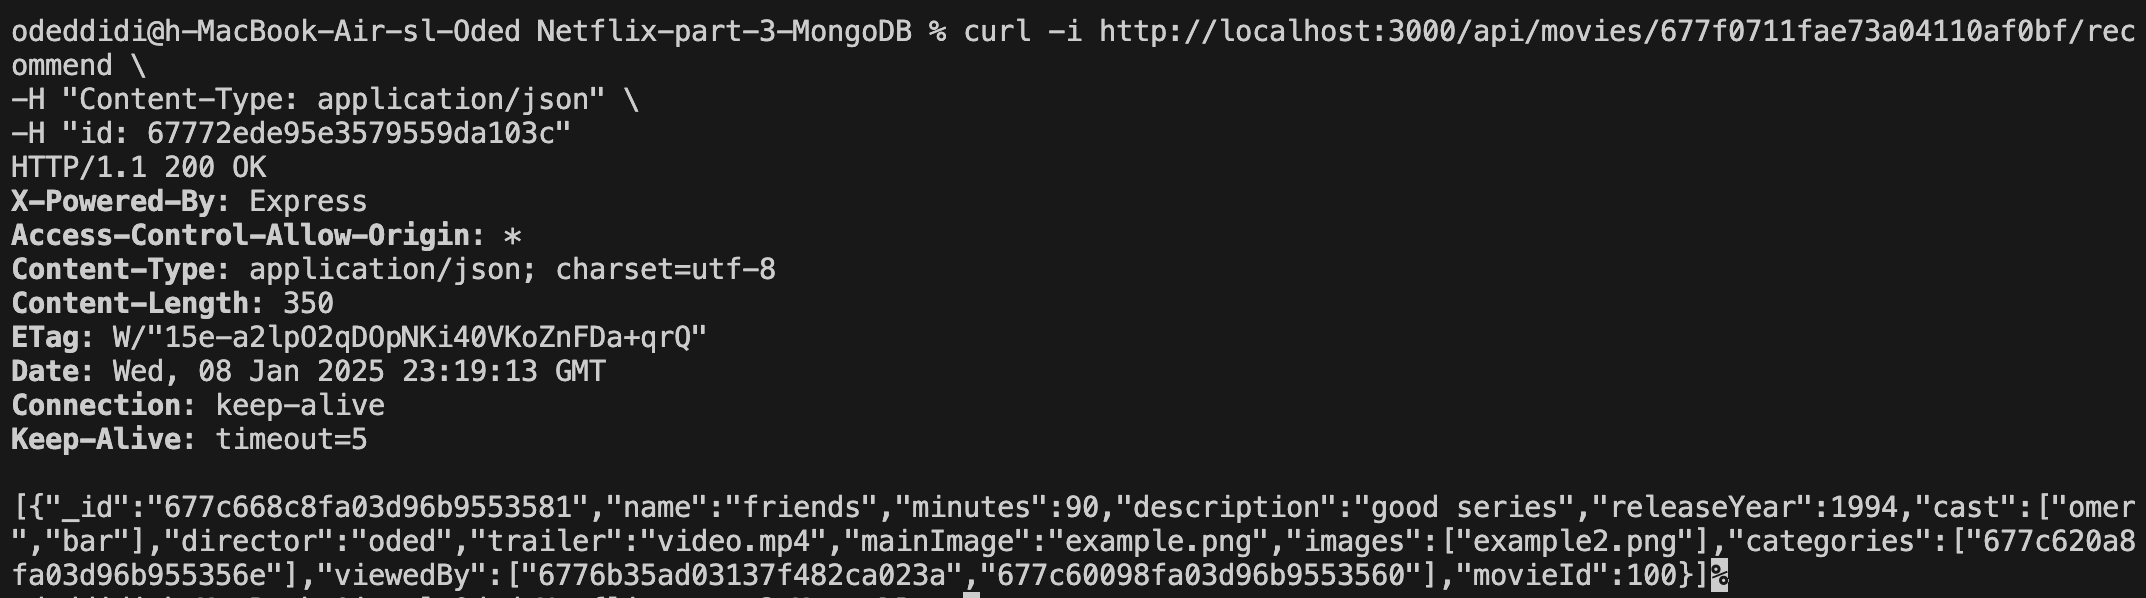 odeddidi@h-MacBook-Air-sl-Oded Netflix-part-3-MongoDB % curl -i http://localhost:3000/api/movies/677f0711fae73a04110af0bf/rec
ommend \
-H "Content-Type: application/json" \
-H "id: 67772ede95e3579559da103c"
HTTP/1.1 200 OK
X-Powered-By: Express
Access-Control-Allow-Origin: *
Content-Type: application/json; charset=utf-8
Content-Length: 350
ETag: W/"15e-a2lpO2qDOpNKi40VKoZnFDa+qrQ"
Date: Wed, 08 Jan 2025 23:19:13 GMT
Connection: keep-alive
Keep-Alive: timeout=5

[{"_id":"677c668c8fa03d96b9553581","name":"friends","minutes":90,"description":"good series","releaseYear":1994,"cast":["omer
","bar"],"director":"oded","trailer":"video.mp4","mainImage":"example.png","images":["example2.png"],"categories":["677c620a8
fa03d96b955356e"],"viewedBy":["6776b35ad03137f482ca023a","677c60098fa03d96b9553560"],"movieId":100}]%